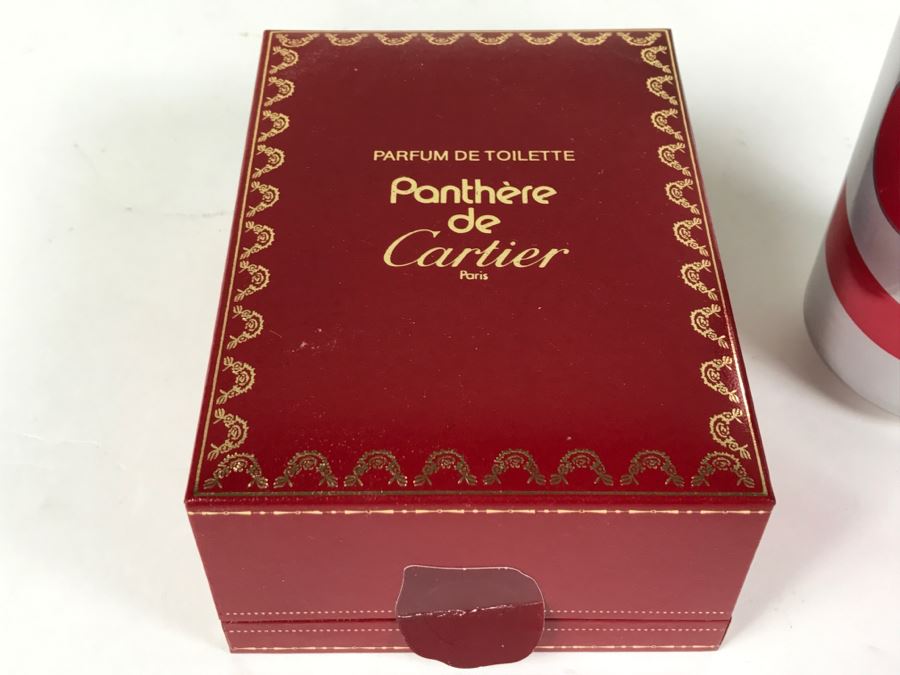 PARFUM DE TOILETTE
Panthère
de
Cartier
Paris